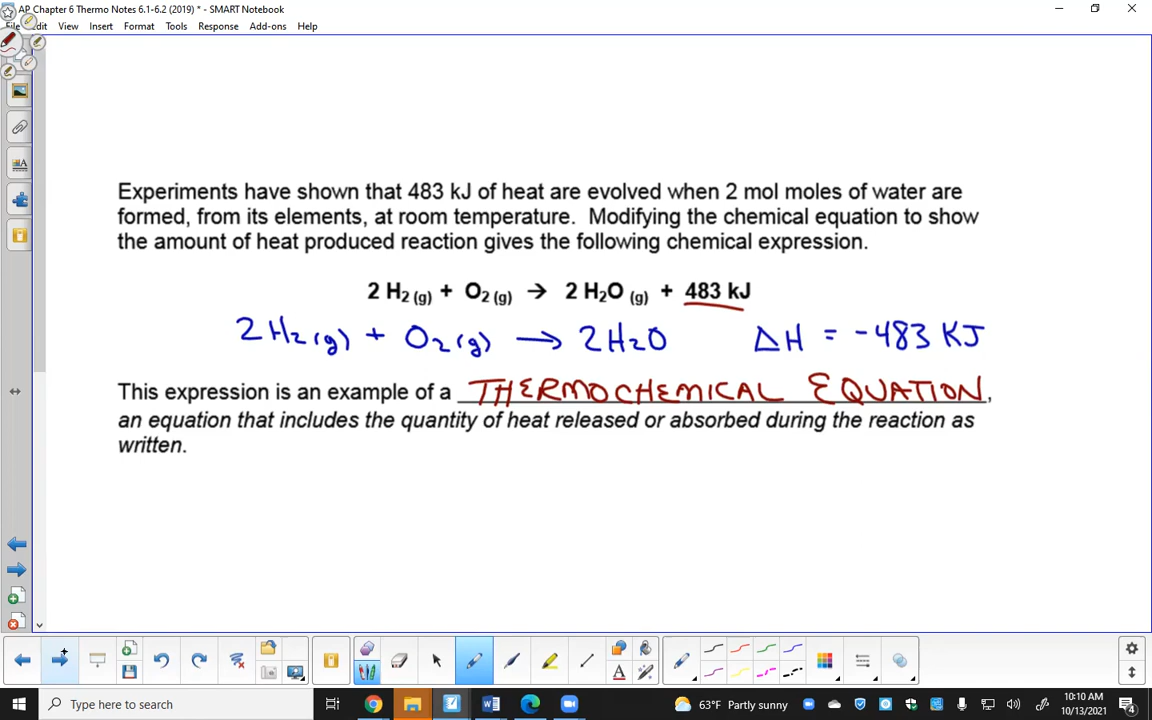 AP Chapter 6 Thermo Notes 6.1-6.2 (2019) * - SMART Notebook
File Edit View Insert Format Tools Response Add-ons Help
Experiments have shown that 483 kJ of heat are evolved when 2 mol moles of water are
formed, from its elements, at room temperature. Modifying the chemical equation to show
the amount of heat produced reaction gives the following chemical expression.
2 H₂ (g) + O₂ (g) → 2 H₂O (g) + 483 kJ
2H₂(g) + O₂(g) → 2H₂O ΔH = -483 KJ
This expression is an example of a THERMOCHEMICAL EQUATION,
an equation that includes the quantity of heat released or absorbed during the reaction as
written.
Type here to search
63°F Partly sunny
10:10 AM
10/13/2021
4